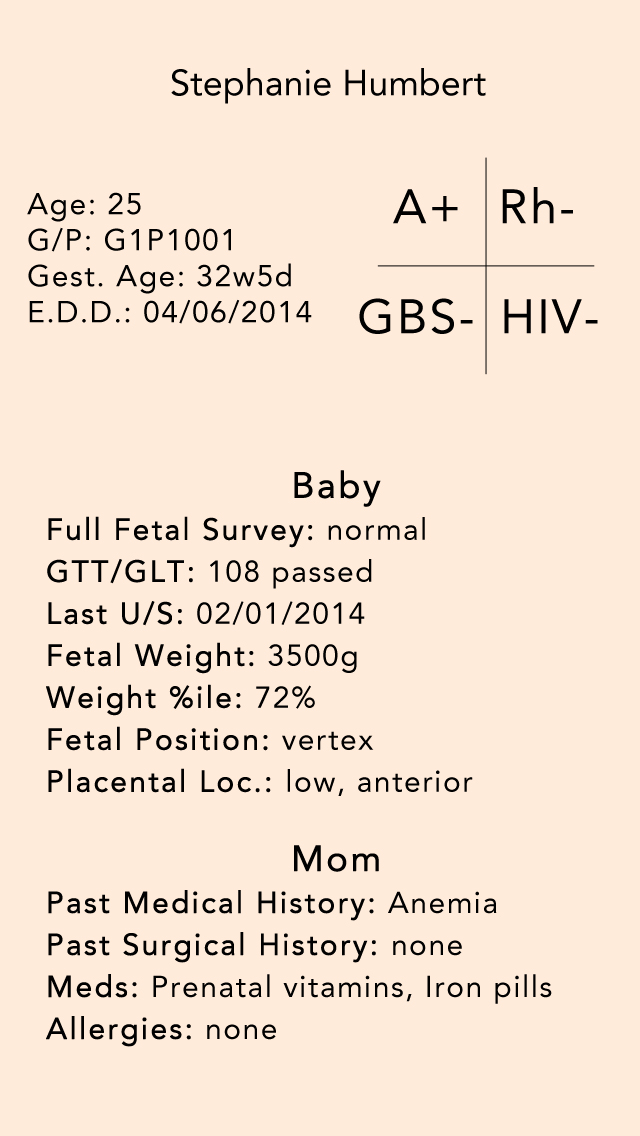 Stephanie Humbert
Age: 25
G/P: G1P1001
Gest. Age: 32w5d
E.D.D.: 04/06/2014
A+ Rh-
GBS- HIV-
Baby
Full Fetal Survey: normal
GTT/GLT: 108 passed
Last U/S: 02/01/2014
Fetal Weight: 3500g
Weight %ile: 72%
Fetal Position: vertex
Placental Loc.: low, anterior
Mom
Past Medical History: Anemia
Past Surgical History: none
Meds: Prenatal vitamins, Iron pills
Allergies: none